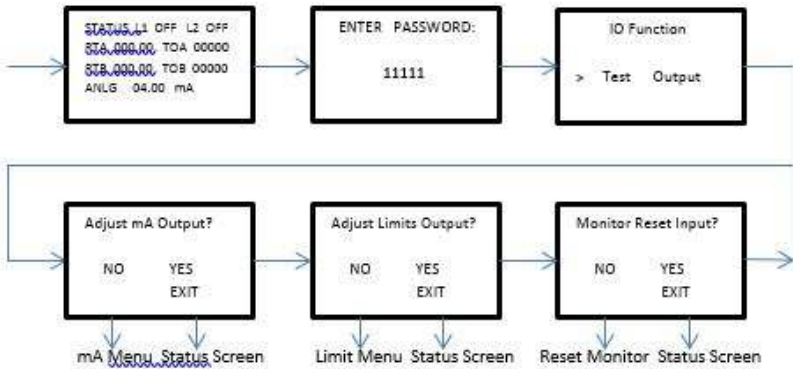 STATUS L1 OFF L2 OFF
RTA 000.00 TOA 00000
RTB 000.00 TOB 00000
ANLG 04.00 mA
ENTER PASSWORD:
11111
IO Function
> Test Output
Adjust mA Output?
NO YES
EXIT
Adjust Limits Output?
NO YES
EXIT
Monitor Reset Input?
NO YES
EXIT
mA Menu Status Screen
Limit Menu Status Screen
Reset Monitor Status Screen